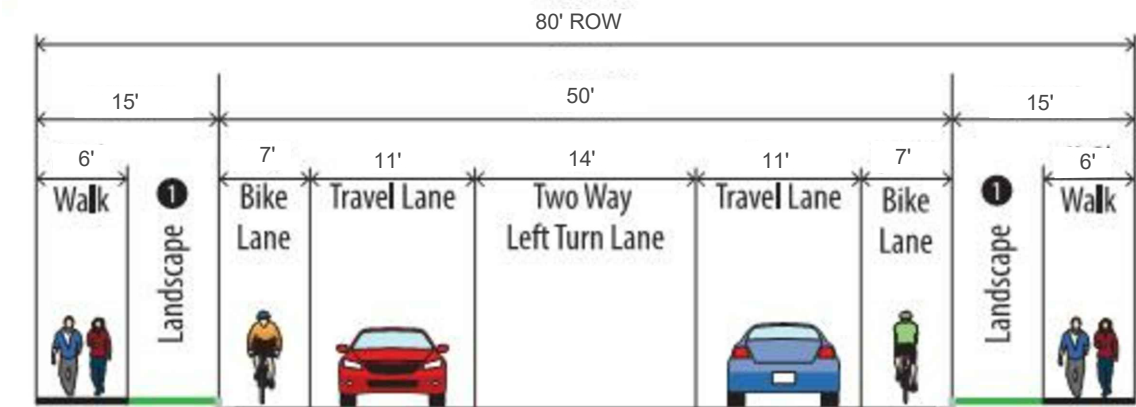 80' ROW
15'
50'
15'
6'
7'
11'
14'
11'
7'
6'
Walk
1
Landscape
Bike
Lane
Travel Lane
Two Way
Left Turn Lane
Travel Lane
Bike
Lane
1
Landscape
Walk